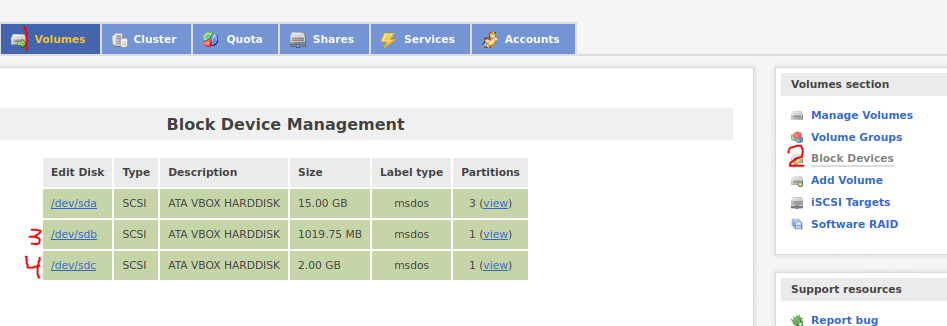 1 Volumes Cluster Quota Shares Services Accounts
Block Device Management
Edit Disk Type Description Size Label type Partitions
/dev/sda SCSI ATA VBOX HARDDISK 15.00 GB msdos 3 (view)
3 /dev/sdb SCSI ATA VBOX HARDDISK 1019.75 MB msdos 1 (view)
4 /dev/sdc SCSI ATA VBOX HARDDISK 2.00 GB msdos 1 (view)
Volumes section
Manage Volumes
Volume Groups
2 Block Devices
Add Volume
iSCSI Targets
Software RAID
Support resources
Report bug